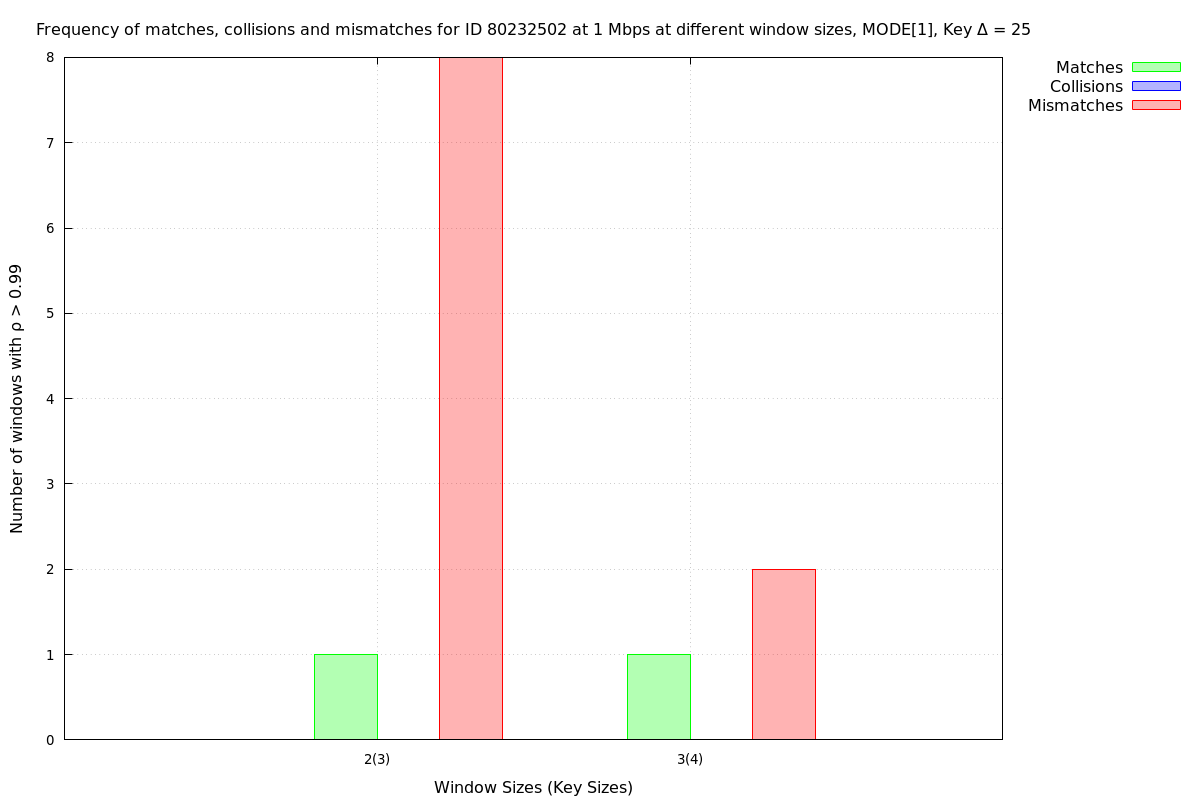 Frequency of matches, collisions and mismatches for ID 80232502 at 1 Mbps at different window sizes, MODE[1], Key Δ = 25
Matches
Collisions
Mismatches
Number of windows with ρ > 0.99
8
7
6
5
4
3
2
1
0
2(3)
3(4)
Window Sizes (Key Sizes)